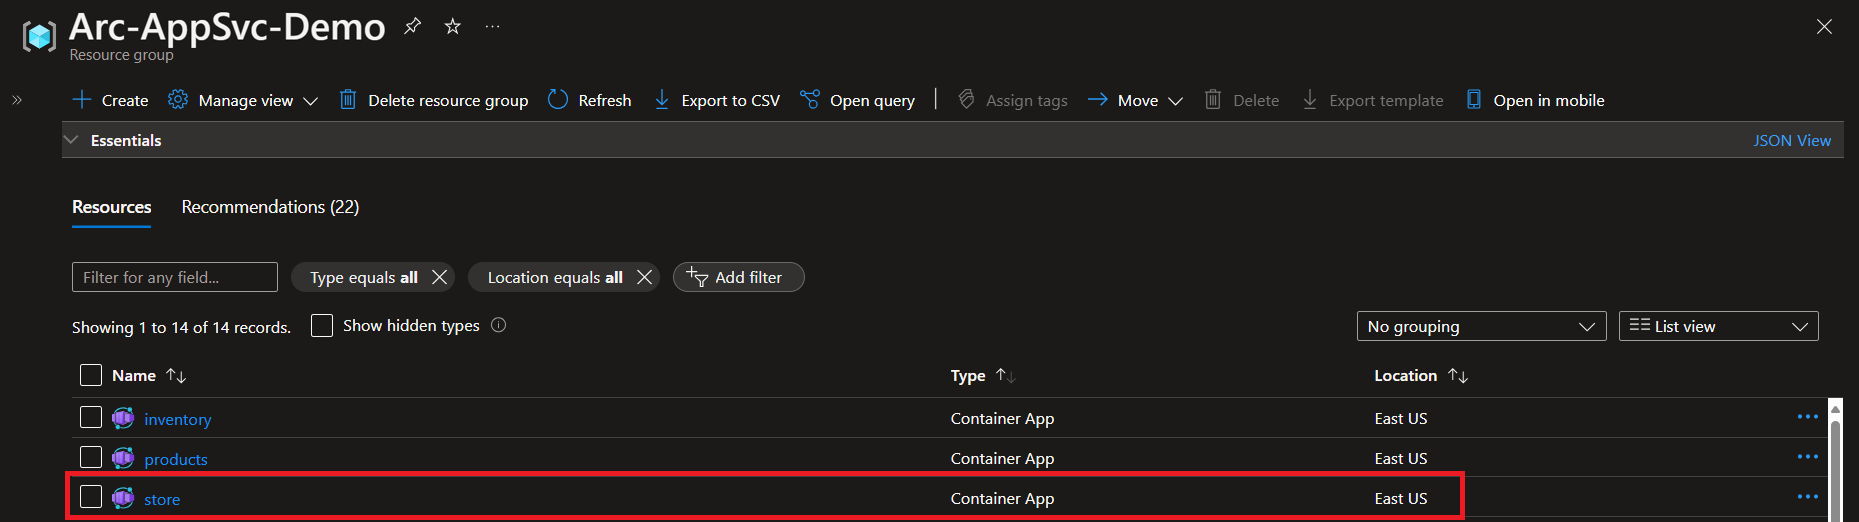 Arc-AppSvc-Demo
Resource group
Create Manage view Delete resource group Refresh Export to CSV Open query Assign tags Move Delete Export template Open in mobile
Essentials JSON View
Resources Recommendations (22)
Filter for any field... Type equals all Location equals all Add filter
Showing 1 to 14 of 14 records. Show hidden types No grouping List view
Name Type Location
inventory Container App East US
products Container App East US
store Container App East US